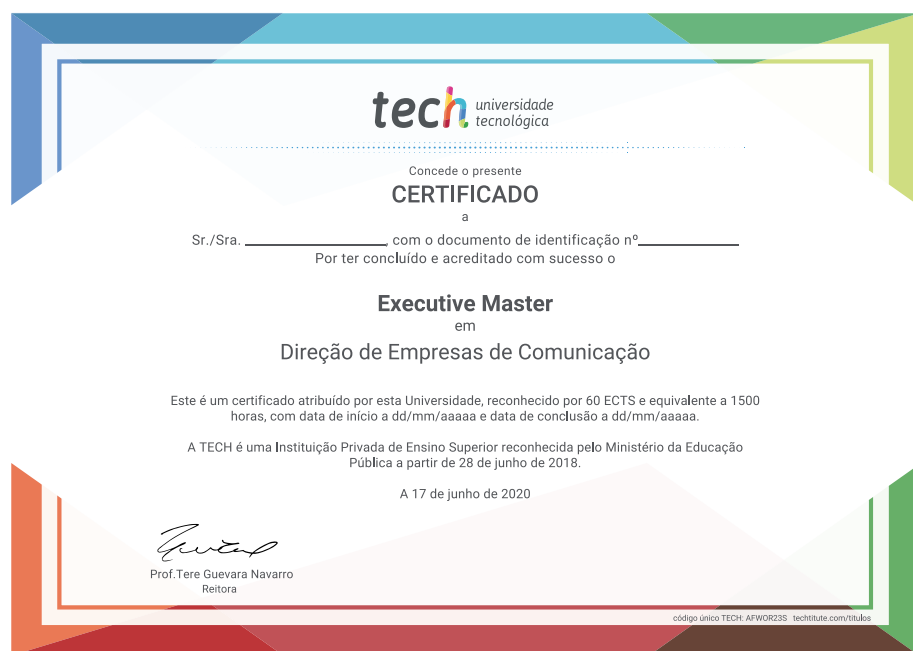 tech universidade
tecnológica
Concede o presente
CERTIFICADO
a
Sr./Sra. ________________, com o documento de identificação nº____________
Por ter concluído e acreditado com sucesso o
Executive Master
em
Direção de Empresas de Comunicação
Este é um certificado atribuído por esta Universidade, reconhecido por 60 ECTS e equivalente a 1500
horas, com data de início a dd/mm/aaaaa e data de conclusão a dd/mm/aaaaa.
A TECH é uma Instituição Privada de Ensino Superior reconhecida pelo Ministério da Educação
Pública a partir de 28 de junho de 2018.
A 17 de junho de 2020
Prof.Tere Guevara Navarro
Reitora
código único TECH: AFWOR23S techtitute.com/titulos